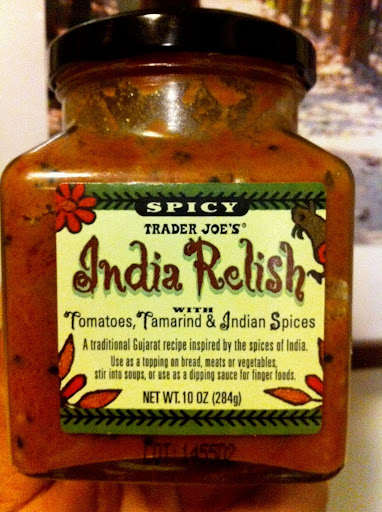 SPICY
TRADER JOE'S®
India Relish
WITH
Tomatoes, Tamarind & Indian Spices
A traditional Gujarat recipe inspired by the spices of India.
Use as a topping on bread, meats or vegetables,
stir into soups, or use as a dipping sauce for finger foods.
NET WT. 10 OZ (284g)
LOT 145502